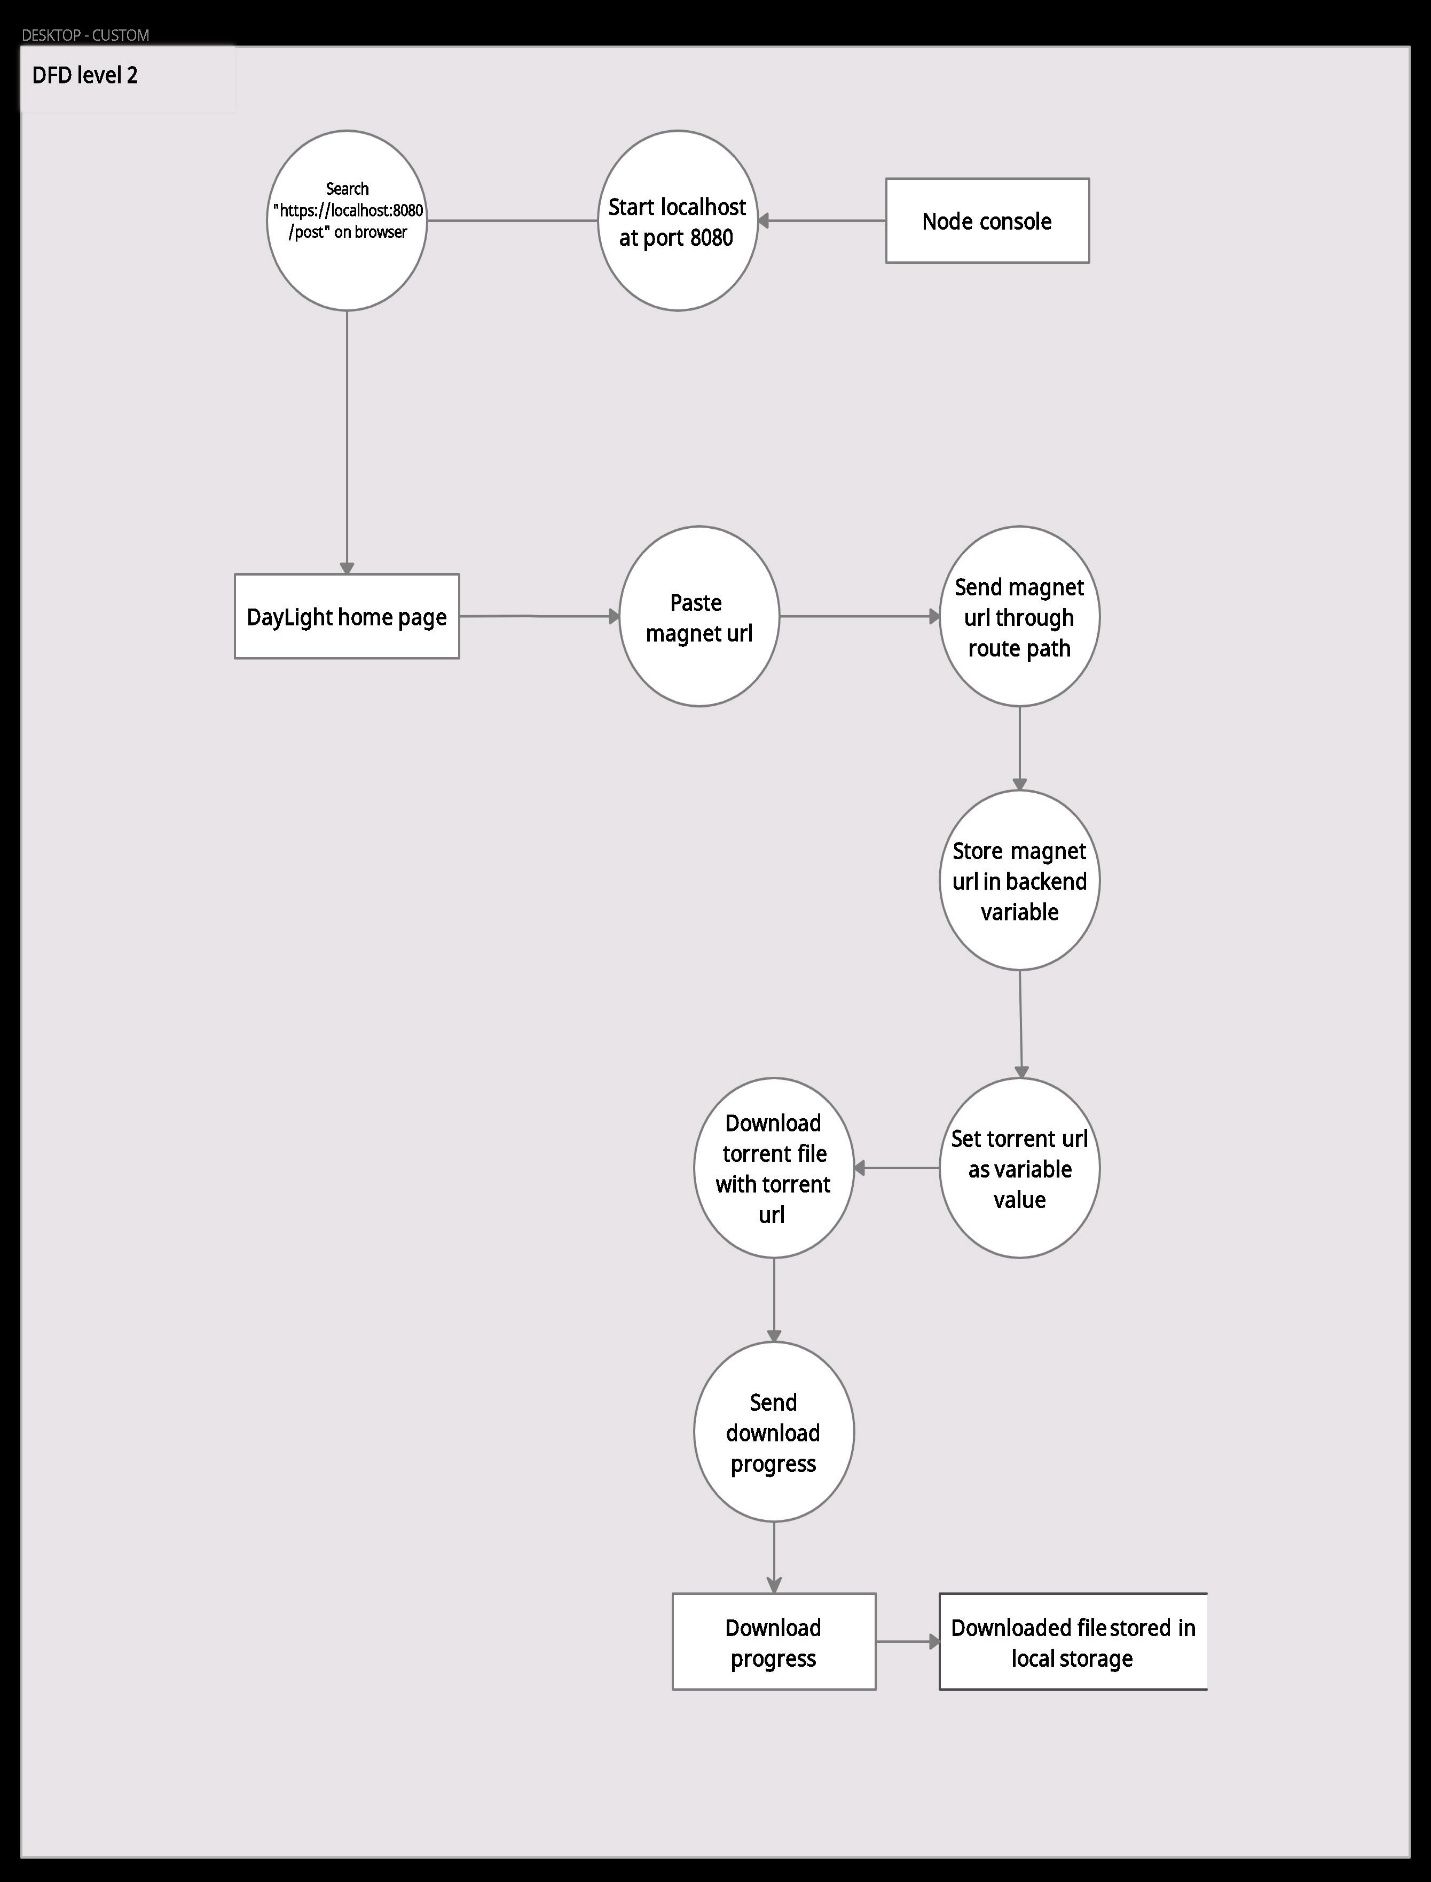 DESKTOP - CUSTOM
DFD level 2
Search
"https://localhost:8080
/post" on browser
Start localhost
at port 8080
Node console
DayLight home page
Paste
magnet url
Send magnet
url through
route path
Store magnet
url in backend
variable
Set torrent url
as variable
value
Download
torrent file
with torrent
url
Send
download
progress
Download
progress
Downloaded file stored in
local storage